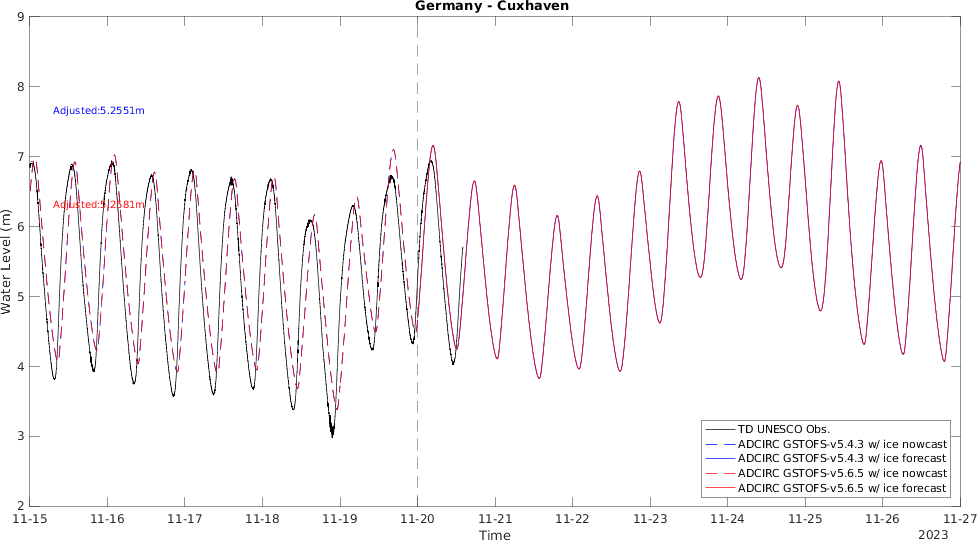 Germany - Cuxhaven
9
8
7
6
5
4
3
2
Water Level (m)
Adjusted:5.2551m
Adjusted:5.2581m
TD UNESCO Obs.
ADCIRC GSTOFS-v5.4.3 w/ ice nowcast
ADCIRC GSTOFS-v5.4.3 w/ ice forecast
ADCIRC GSTOFS-v5.6.5 w/ ice nowcast
ADCIRC GSTOFS-v5.6.5 w/ ice forecast
11-15 11-16 11-17 11-18 11-19 11-20 11-21 11-22 11-23 11-24 11-25 11-26 11-27
Time
2023